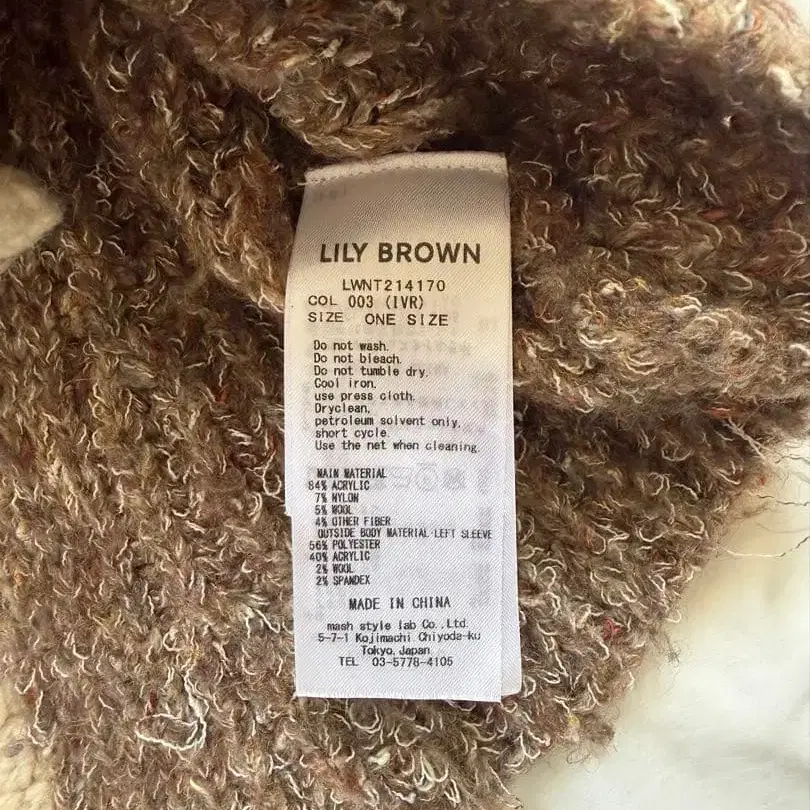 LILY BROWN
LWNT214170
COL 003 (IVR)
SIZE ONE SIZE
Do not wash.
Do not bleach.
Do not tumble dry.
Cool iron,
use press cloth.
Dryclean,
petroleum solvent only,
short cycle.
Use the net when cleaning.
MAIN MATERIAL
84% ACRYLIC
7% NYLON
5% WOOL
4% OTHER FIBER
OUTSIDE BODY MATERIAL·LEFT SLEEVE
56% POLYESTER
40% ACRYLIC
2% WOOL
2% SPANDEX
MADE IN CHINA
mash style lab Co.,Ltd.
5-7-1 Kojimachi Chiyoda-ku
Tokyo, Japan
TEL 03-5778-4105